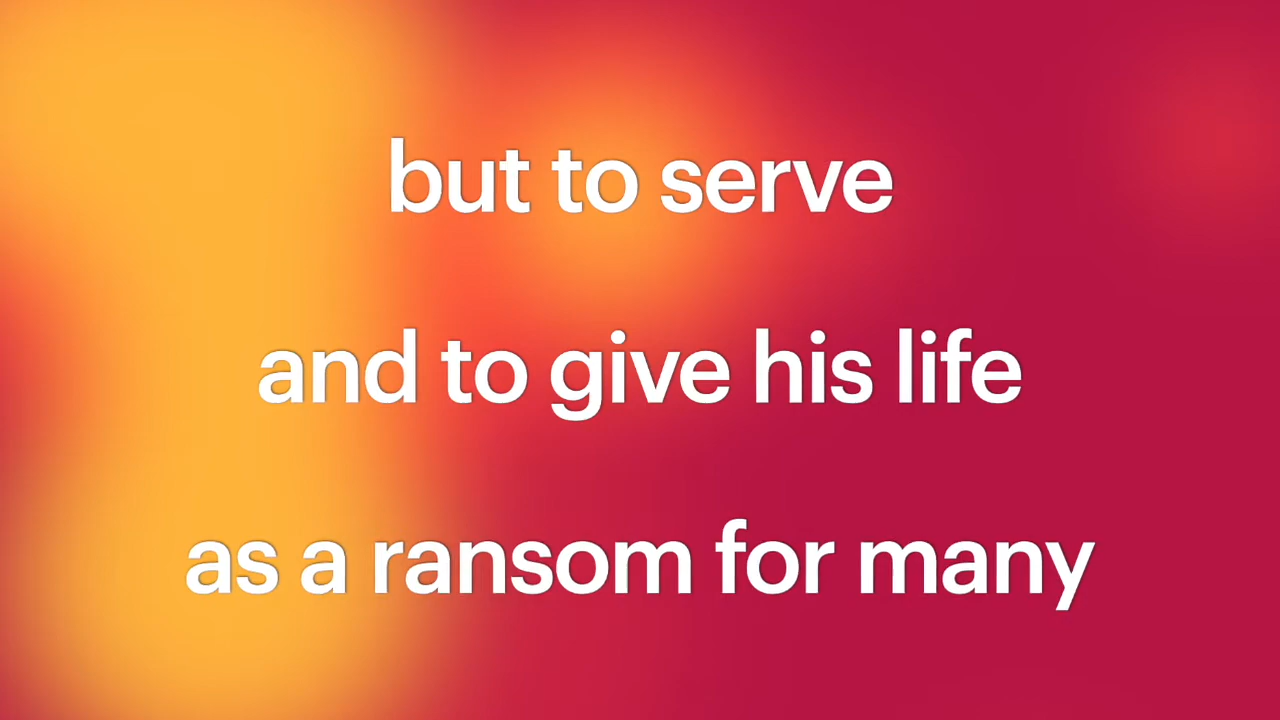 but to serve
and to give his life
as a ransom for many